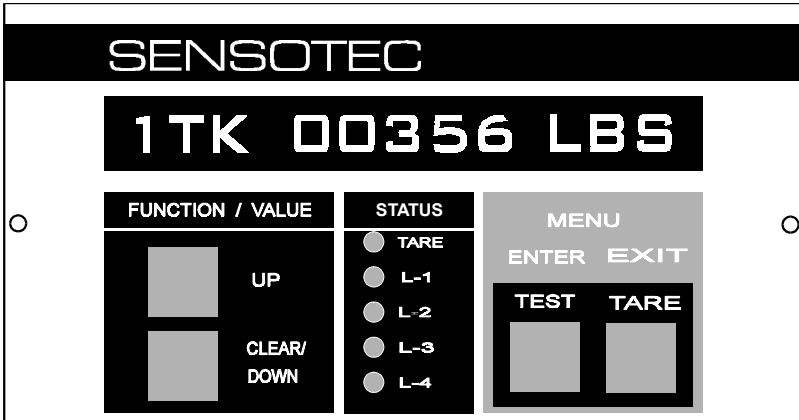 SENSOTEC
1TK 00356 LBS
FUNCTION / VALUE
UP
CLEAR/
DOWN
STATUS
TARE
L-1
L-2
L-3
L-4
MENU
ENTER EXIT
TEST TARE